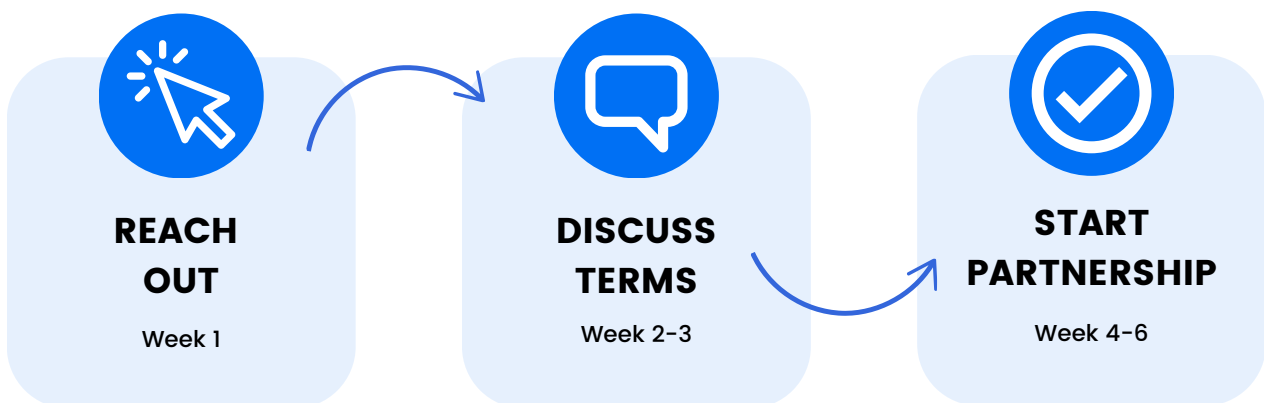 REACH
OUT
Week 1
DISCUSS
TERMS
Week 2-3
START
PARTNERSHIP
Week 4-6